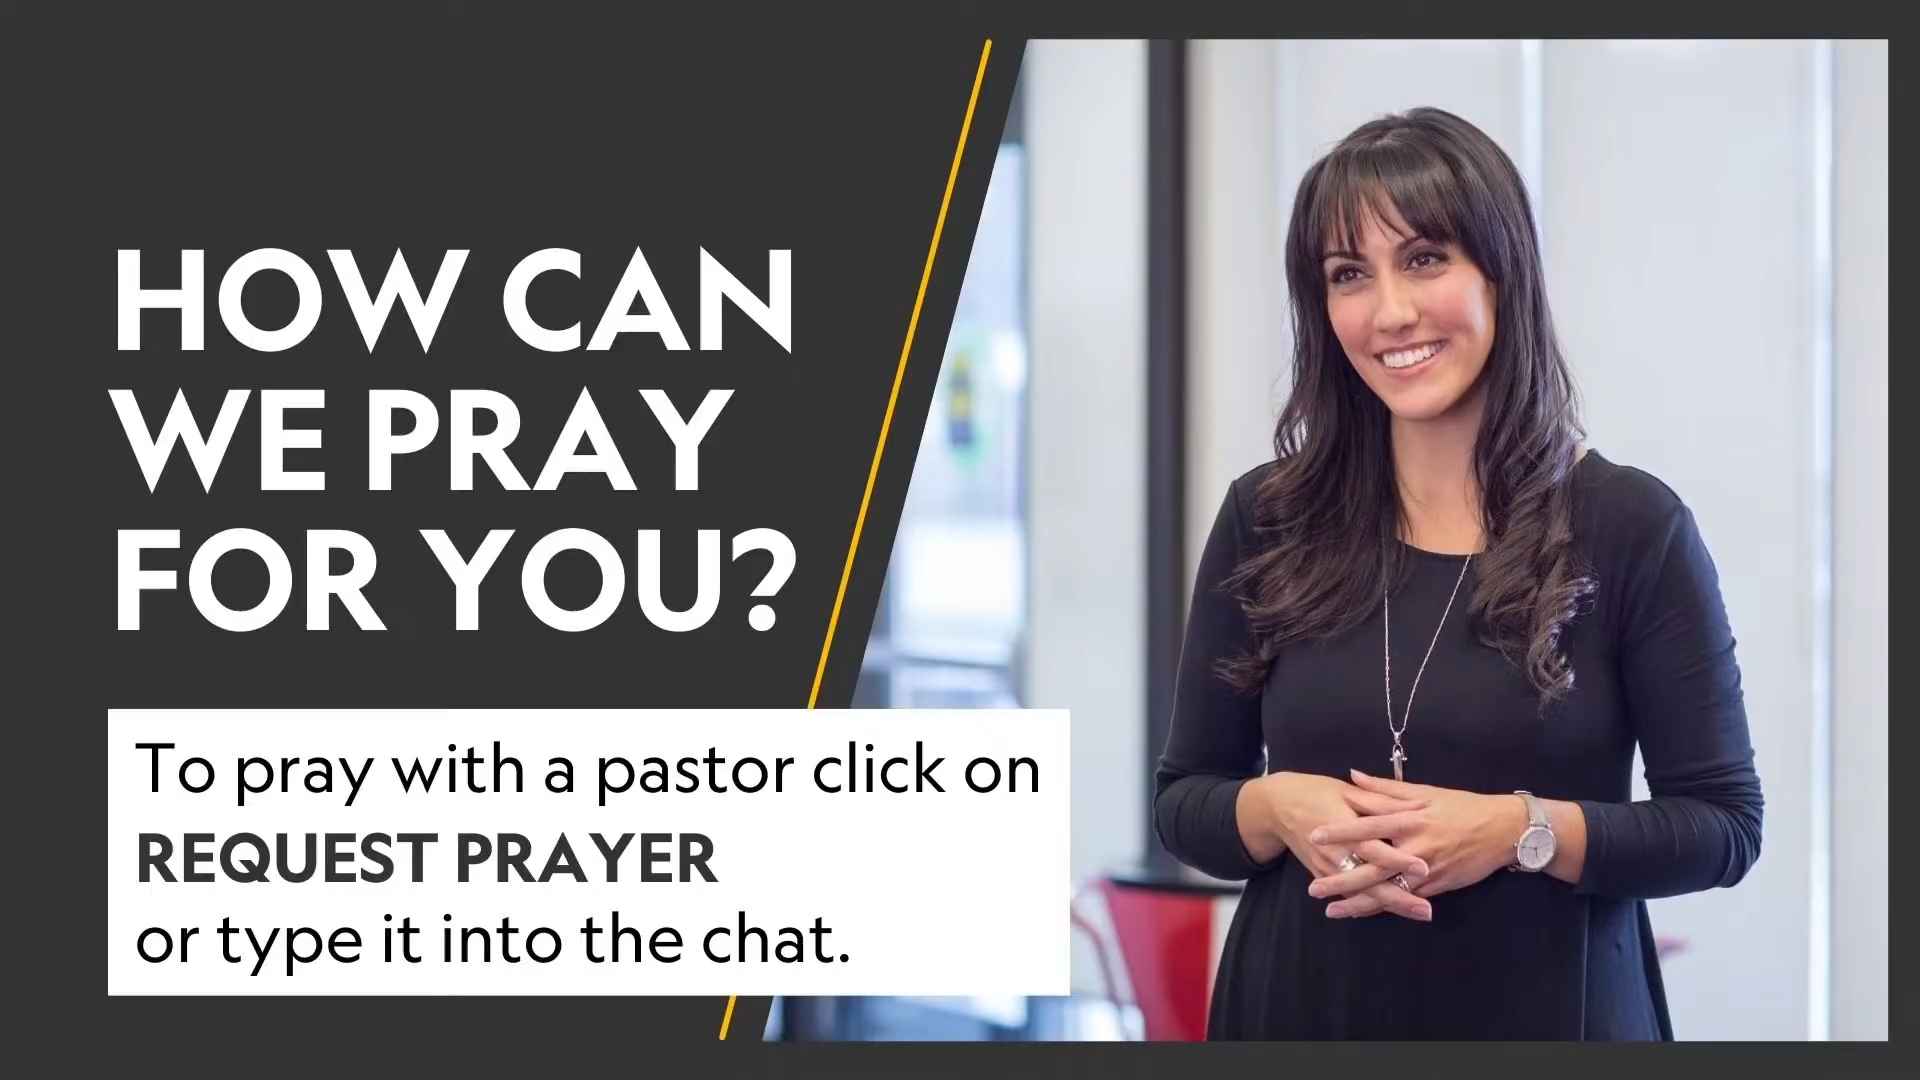 HOW CAN
WE PRAY
FOR YOU?
To pray with a pastor click on
REQUEST PRAYER
or type it into the chat.